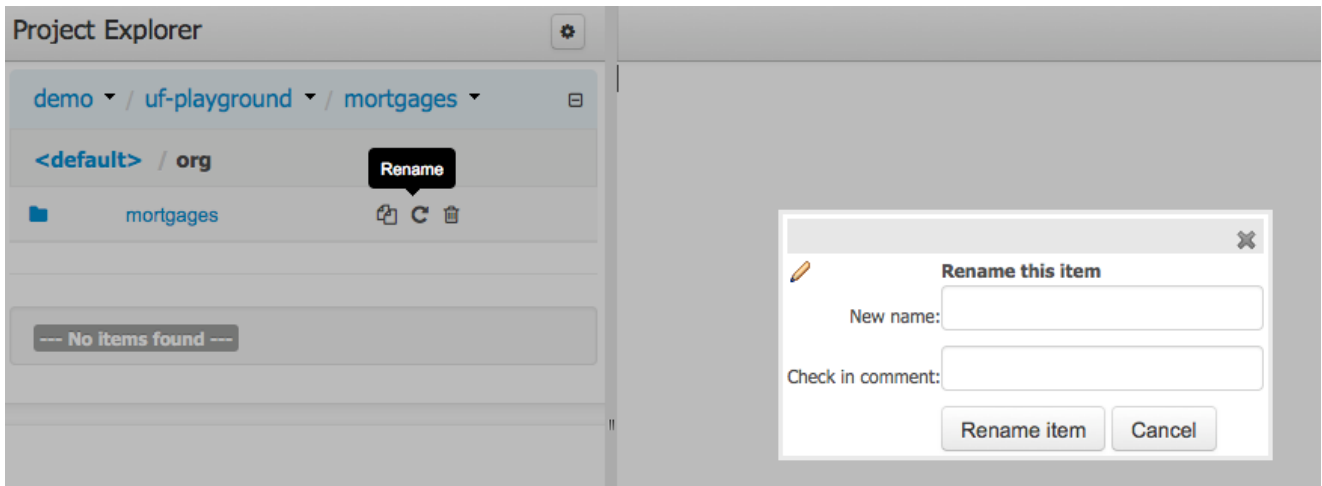 Project Explorer
demo / uf-playground / mortgages
<default> / org
Rename
mortgages
--- No items found ---
Rename this item
New name:
Check in comment:
Rename item Cancel